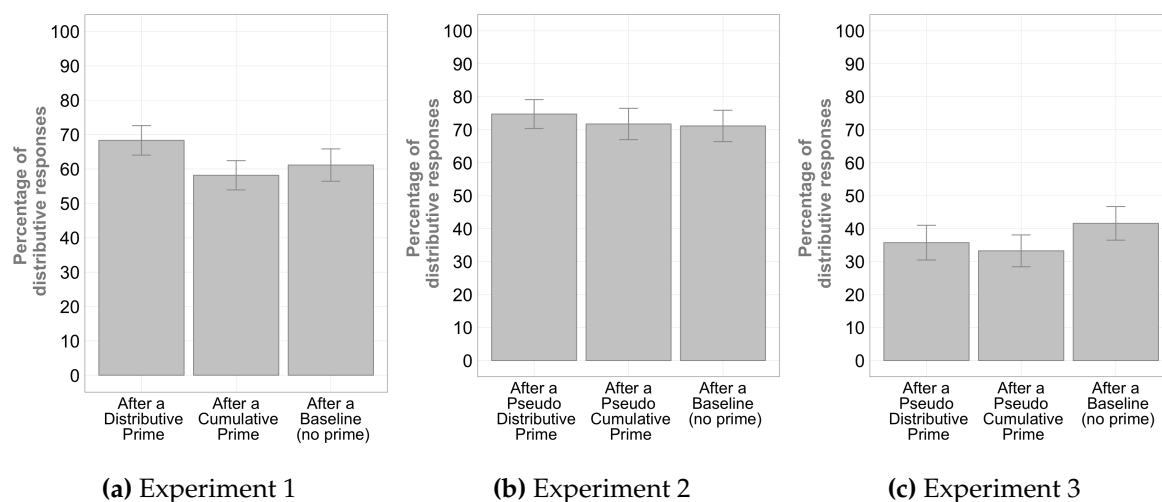 Percentage of
distributive responses
100
90
80
70
60
50
40
30
20
10
0
After a
Distributive
Prime
After a
Cumulative
Prime
After a
Baseline
(no prime)
(a) Experiment 1
Percentage of
distributive responses
100
90
80
70
60
50
40
30
20
10
0
After a
Pseudo
Distributive
Prime
After a
Pseudo
Cumulative
Prime
After a
Baseline
(no prime)
(b) Experiment 2
Percentage of
distributive responses
100
90
80
70
60
50
40
30
20
10
0
After a
Pseudo
Distributive
Prime
After a
Pseudo
Cumulative
Prime
After a
Baseline
(no prime)
(c) Experiment 3